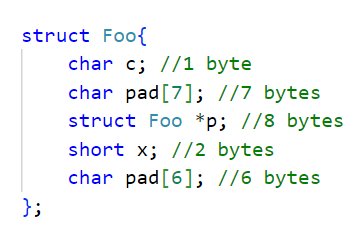 struct Foo{
    char c; //1 byte
    char pad[7]; //7 bytes
    struct Foo *p; //8 bytes
    short x; //2 bytes
    char pad[6]; //6 bytes
};